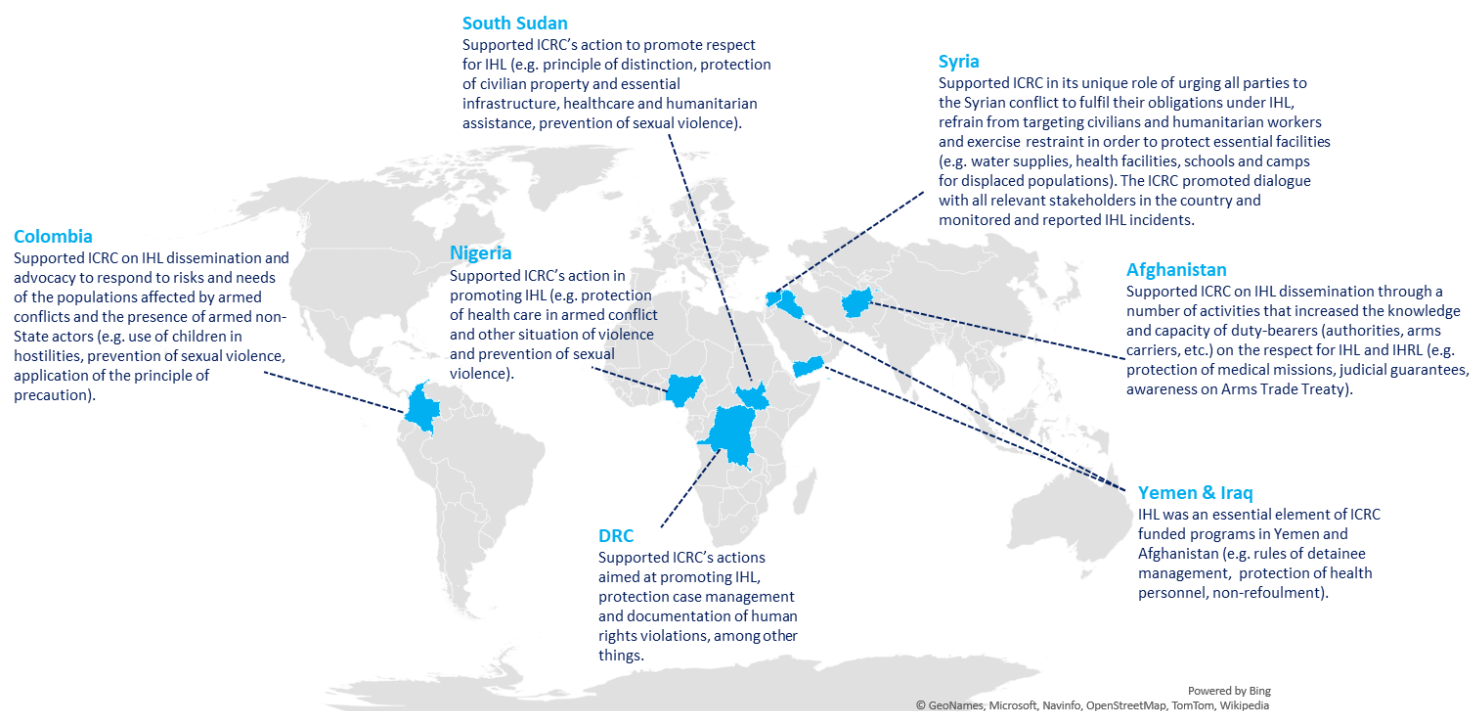 South Sudan
Supported ICRC’s action to promote respect
for IHL (e.g. principle of distinction, protection
of civilian property and essential
infrastructure, healthcare and humanitarian
assistance, prevention of sexual violence).
Syria
Supported ICRC in its unique role of urging all parties to
the Syrian conflict to fulfil their obligations under IHL,
refrain from targeting civilians and humanitarian workers
and exercise restraint in order to protect essential facilities
(e.g. water supplies, health facilities, schools and camps
for displaced populations). The ICRC promoted dialogue
with all relevant stakeholders in the country and
monitored and reported IHL incidents.
Colombia
Supported ICRC on IHL dissemination and
advocacy to respond to risks and needs
of the populations affected by armed
conflicts and the presence of armed non-
State actors (e.g. use of children in
hostilities, prevention of sexual violence,
application of the principle of
precaution).
Nigeria
Supported ICRC’s action in
promoting IHL (e.g. protection
of health care in armed conflict
and other situation of violence
and prevention of sexual
violence).
Afghanistan
Supported ICRC on IHL dissemination through a
number of activities that increased the knowledge
and capacity of duty-bearers (authorities, arms
carriers, etc.) on the respect for IHL and IHRL (e.g.
protection of medical missions, judicial guarantees,
awareness on Arms Trade Treaty).
Yemen & Iraq
IHL was an essential element of ICRC
funded programs in Yemen and
Afghanistan (e.g. rules of detainee
management,  protection of health
personnel, non-refoulment).
DRC
Supported ICRC’s actions
aimed at promoting IHL,
protection case management
and documentation of human
rights violations, among other
things.
Powered by Bing
© GeoNames, Microsoft, Navinfo, OpenStreetMap, TomTom, Wikipedia